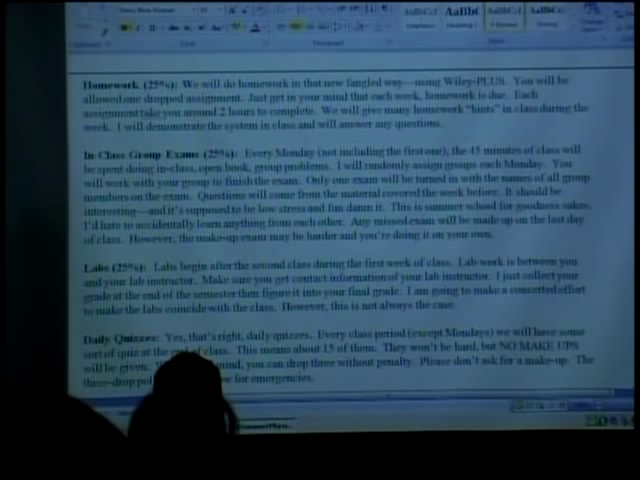 AaBbCc AaBb( AaBbCc AaBbCc
Homework (25%): We will do homework in that new fangled way—using Wiley-PLUS. You will be
allowed one dropped assignment. Just get in your mind that each week, homework is due. Each
assignment take you around 2 hours to complete. We will give many homework "hints" in class during the
week. I will demonstrate the system in class and will answer any questions.
In-Class Group Exams (25%): Every Monday (not including the first one), the 45 minutes of class will
be spent doing in-class, open book, group problems. I will randomly assign groups each Monday. You
will work with your group to finish the exam. Only one exam will be turned in with the names of all group
members on the exam. Questions will come from the material covered the week before. It should be
interesting—and it's supposed to be low stress and fun damn it. This is summer school for goodness sakes.
I'd hate to accidentally learn anything from each other. Any missed exam will be made up on the last day
of class. However, the make-up exam may be harder and you're doing it on your own.
Labs (25%): Labs begin after the second class during the first week of class. Lab work is between you
and your lab instructor. Make sure you get contact information of your lab instructor. I just collect your
grade at the end of the semester then figure it into your final grade. I am going to make a concerted effort
to make the labs coincide with the class. However, this is not always the case.
Daily Quizzes: Yes, that's right, daily quizzes. Every class period (except Mondays) we will have some
sort of quiz at the end of class. This means about 15 of them. They won't be hard, but NO MAKE UPS
will be given. mind, you can drop three without penalty. Please don't ask for a make-up. The
three-drop for emergencies.